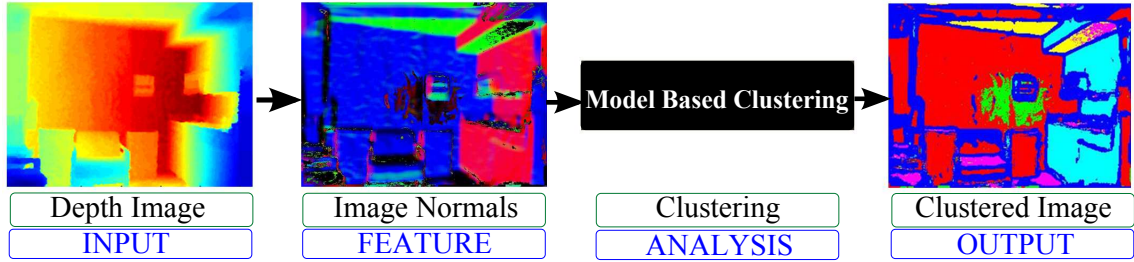 Model Based Clustering
Depth Image
Image Normals
Clustering
Clustered Image
INPUT
FEATURE
ANALYSIS
OUTPUT